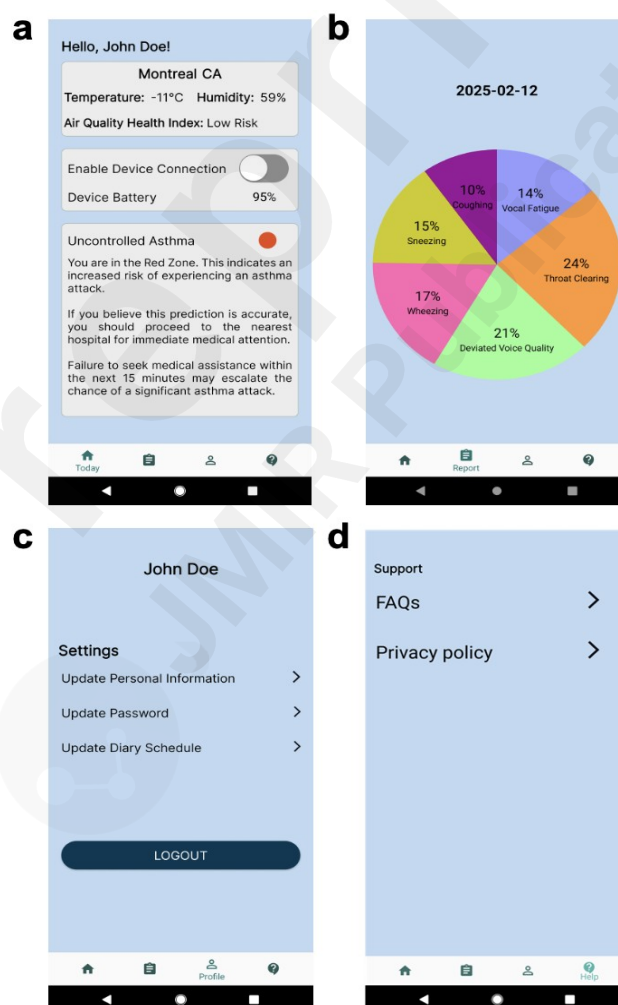 a
Hello, John Doe!
Montreal CA
Temperature: -11°C Humidity: 59%
Air Quality Health Index: Low Risk
Enable Device Connection
Device Battery 95%
Uncontrolled Asthma
You are in the Red Zone. This indicates an
increased risk of experiencing an asthma
attack.
If you believe this prediction is accurate,
you should proceed to the nearest
hospital for immediate medical attention.
Failure to seek medical assistance within
the next 15 minutes may escalate the
chance of a significant asthma attack.
Today
b
2025-02-12
10%
Coughing
14%
Vocal Fatigue
15%
Sneezing
24%
Throat Clearing
17%
Wheezing
21%
Deviated Voice Quality
Report
c
John Doe
Settings
Update Personal Information
Update Password
Update Diary Schedule
LOGOUT
Profile
d
Support
FAQs
Privacy policy
Help
JMIR Publicat